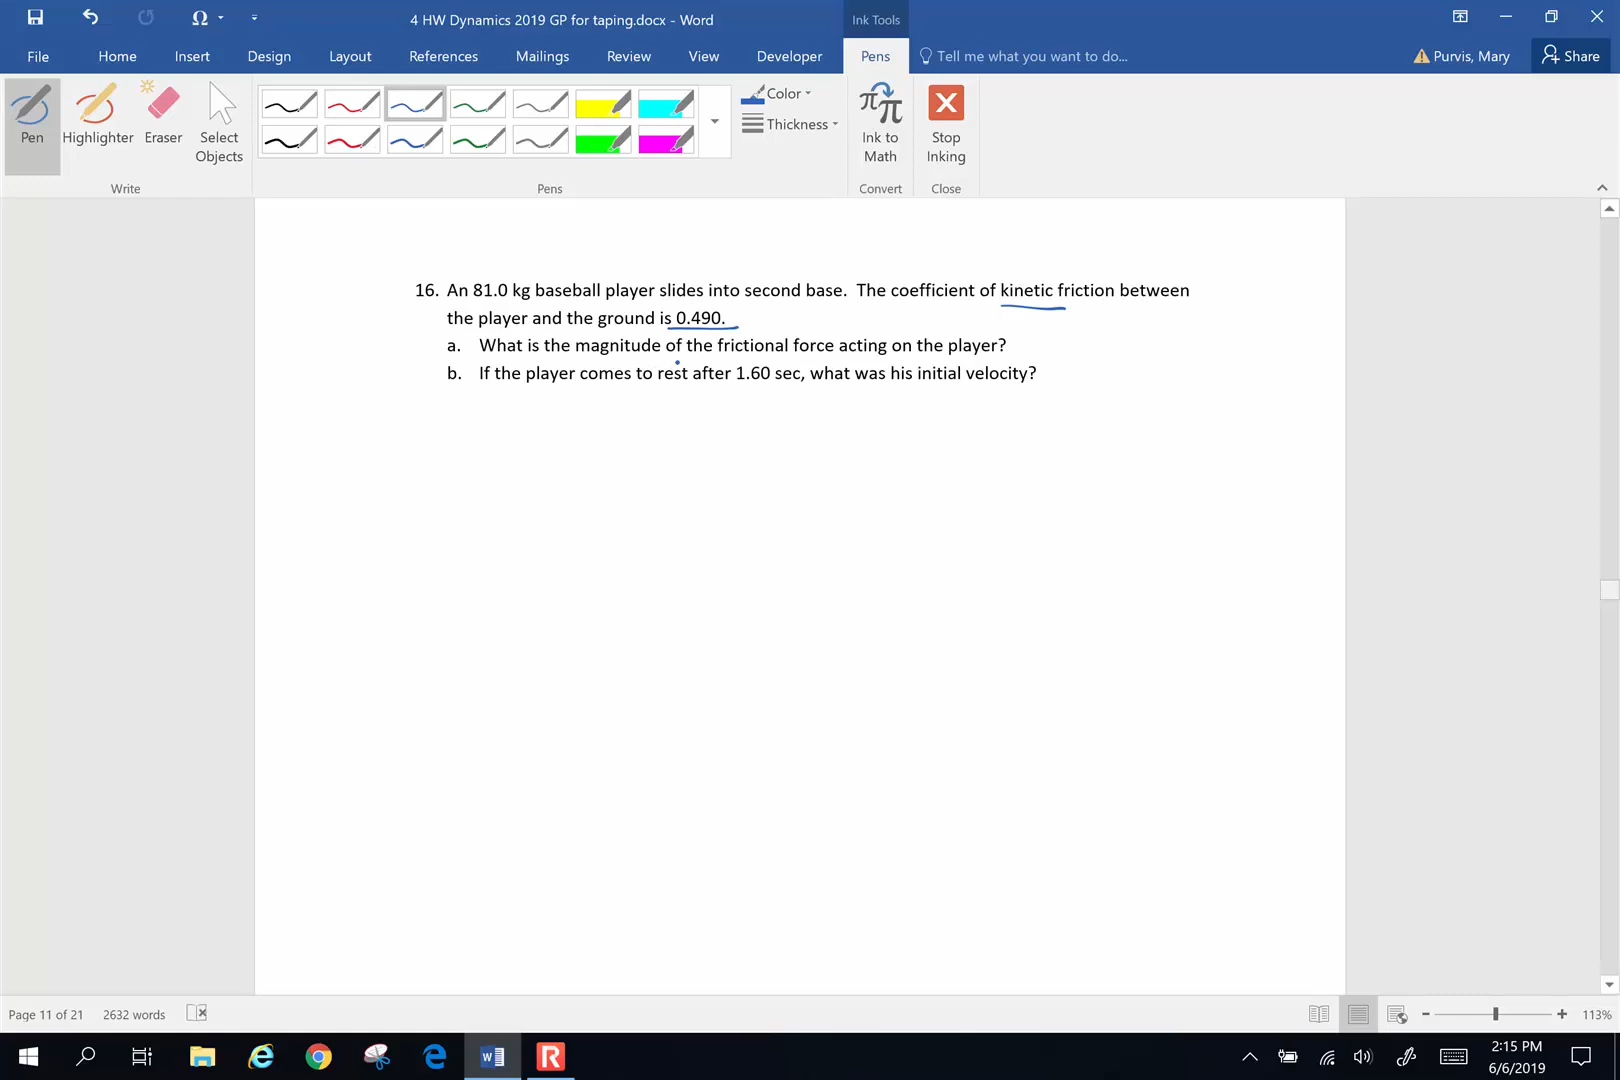 4 HW Dynamics 2019 GP for taping.docx - Word
Ink Tools
File Home Insert Design Layout References Mailings Review View Developer Pens Tell me what you want to do... Purvis, Mary Share
Pen Highlighter Eraser Select Objects
Write
Pens
Color
Thickness
Ink to Math
Convert
Stop Inking
Close
16. An 81.0 kg baseball player slides into second base. The coefficient of kinetic friction between
the player and the ground is 0.490.
a. What is the magnitude of the frictional force acting on the player?
b. If the player comes to rest after 1.60 sec, what was his initial velocity?
Page 11 of 21 2632 words 113%
2:15 PM
6/6/2019